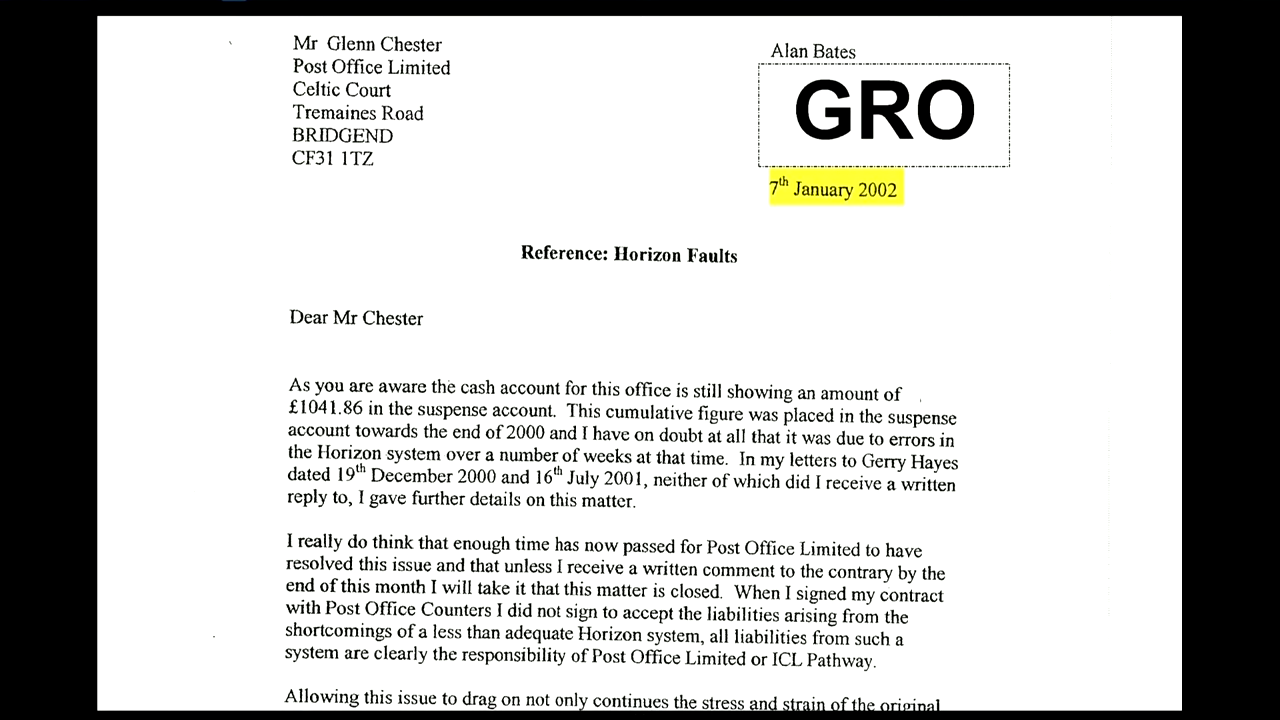 Mr Glenn Chester
Post Office Limited
Celtic Court
Tremaines Road
BRIDGEND
CF31 1TZ
Alan Bates
GRO
7th January 2002
Reference: Horizon Faults
Dear Mr Chester
As you are aware the cash account for this office is still showing an amount of
£1041.86 in the suspense account. This cumulative figure was placed in the suspense
account towards the end of 2000 and I have on doubt at all that it was due to errors in
the Horizon system over a number of weeks at that time. In my letters to Gerry Hayes
dated 19th December 2000 and 16th July 2001, neither of which did I receive a written
reply to, I gave further details on this matter.
I really do think that enough time has now passed for Post Office Limited to have
resolved this issue and that unless I receive a written comment to the contrary by the
end of this month I will take it that this matter is closed. When I signed my contract
with Post Office Counters I did not sign to accept the liabilities arising from the
shortcomings of a less than adequate Horizon system, all liabilities from such a
system are clearly the responsibility of Post Office Limited or ICL Pathway.
Allowing this issue to drag on not only continues the stress and strain of the original